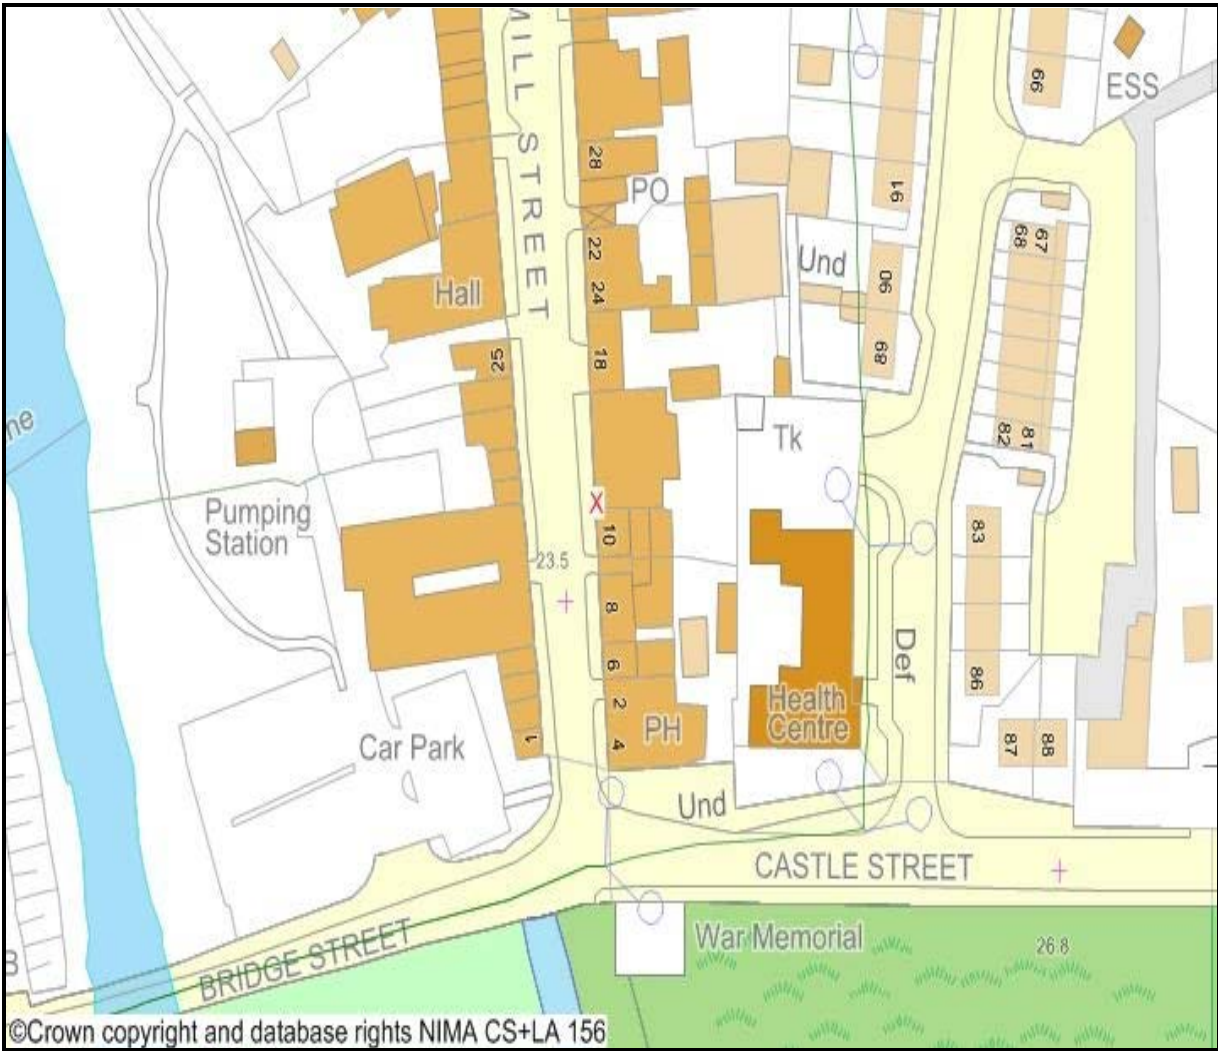 MILL STREET
66
ESS
28
PO
91
22
Und
67
68
24
90
Hall
18
25
89
81
82
Tk
Pumping
Station
X
10
83
23.5
8
Def
6
86
2
Health
Centre
4
PH
1
87
88
Car Park
Und
CASTLE STREET
War Memorial
26.8
BRIDGE STREET
©Crown copyright and database rights NIMA CS+LA 156